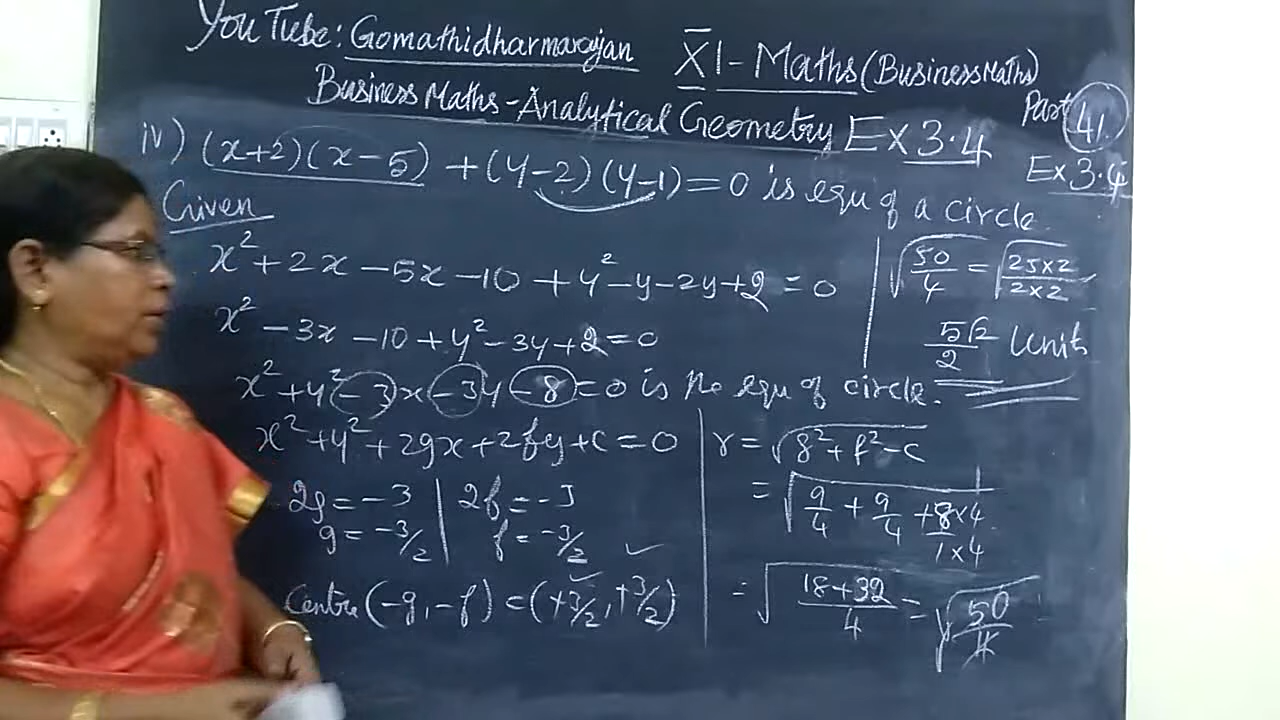 YouTube: Gomathidharmarajan XI - Maths (Business Maths)
Business Maths - Analytical Geometry Ex 3.4
Part 41
Ex 3.4
iv) (x+2)(x-5) + (y-2)(y-1) = 0 is equ of a circle.
Given
x² + 2x - 5x - 10 + y² - y - 2y + 2 = 0
x² - 3x - 10 + y² - 3y + 2 = 0
x² + y² - 3x - 3y - 8 = 0 is the equ of circle.
x² + y² + 2gx + 2fy + c = 0
2g = -3 | 2f = -3
g = -3/2 | f = -3/2
Centre (-g, -f) = (+3/2, +3/2)
r = √(g² + f² - c)
= √(9/4 + 9/4 + 8×4/1×4)
= √((18+32)/4) = √(50/4)
√(50/4) = √(25×2/2×2)
5√2/2 Units